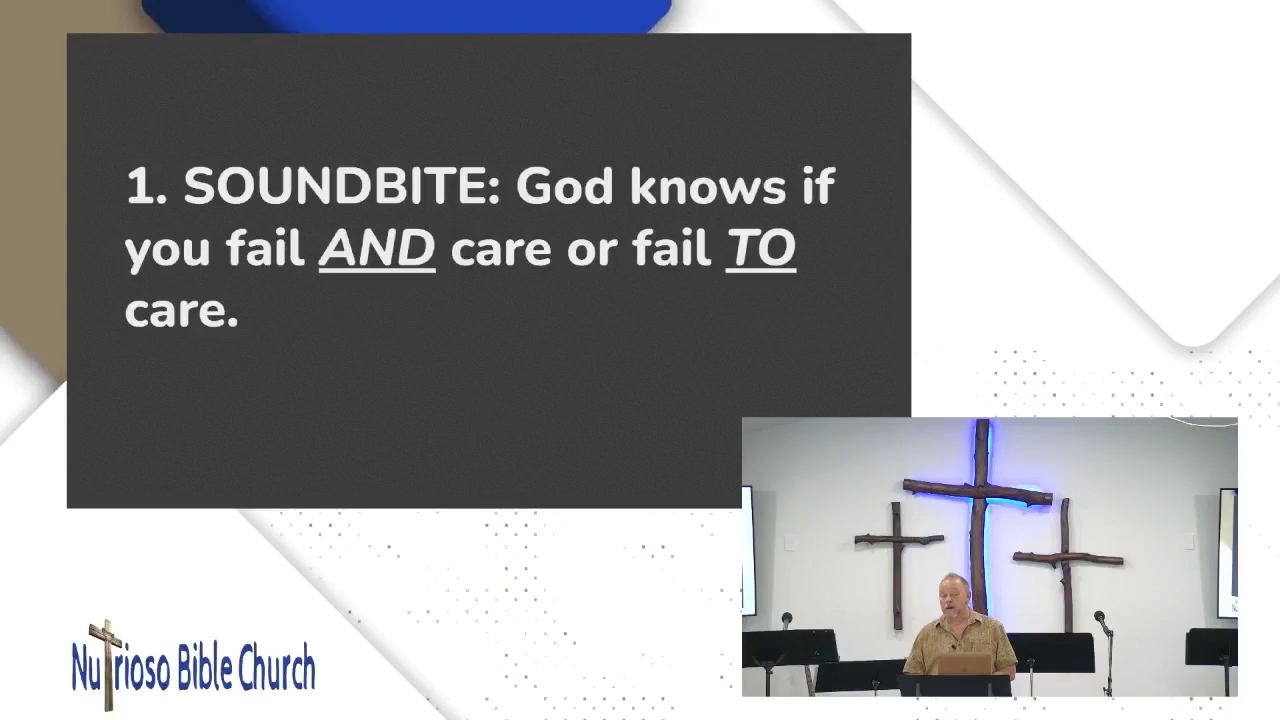 1. SOUNDBITE: God knows if
you fail AND care or fail TO
care.
NuTrioso Bible Church